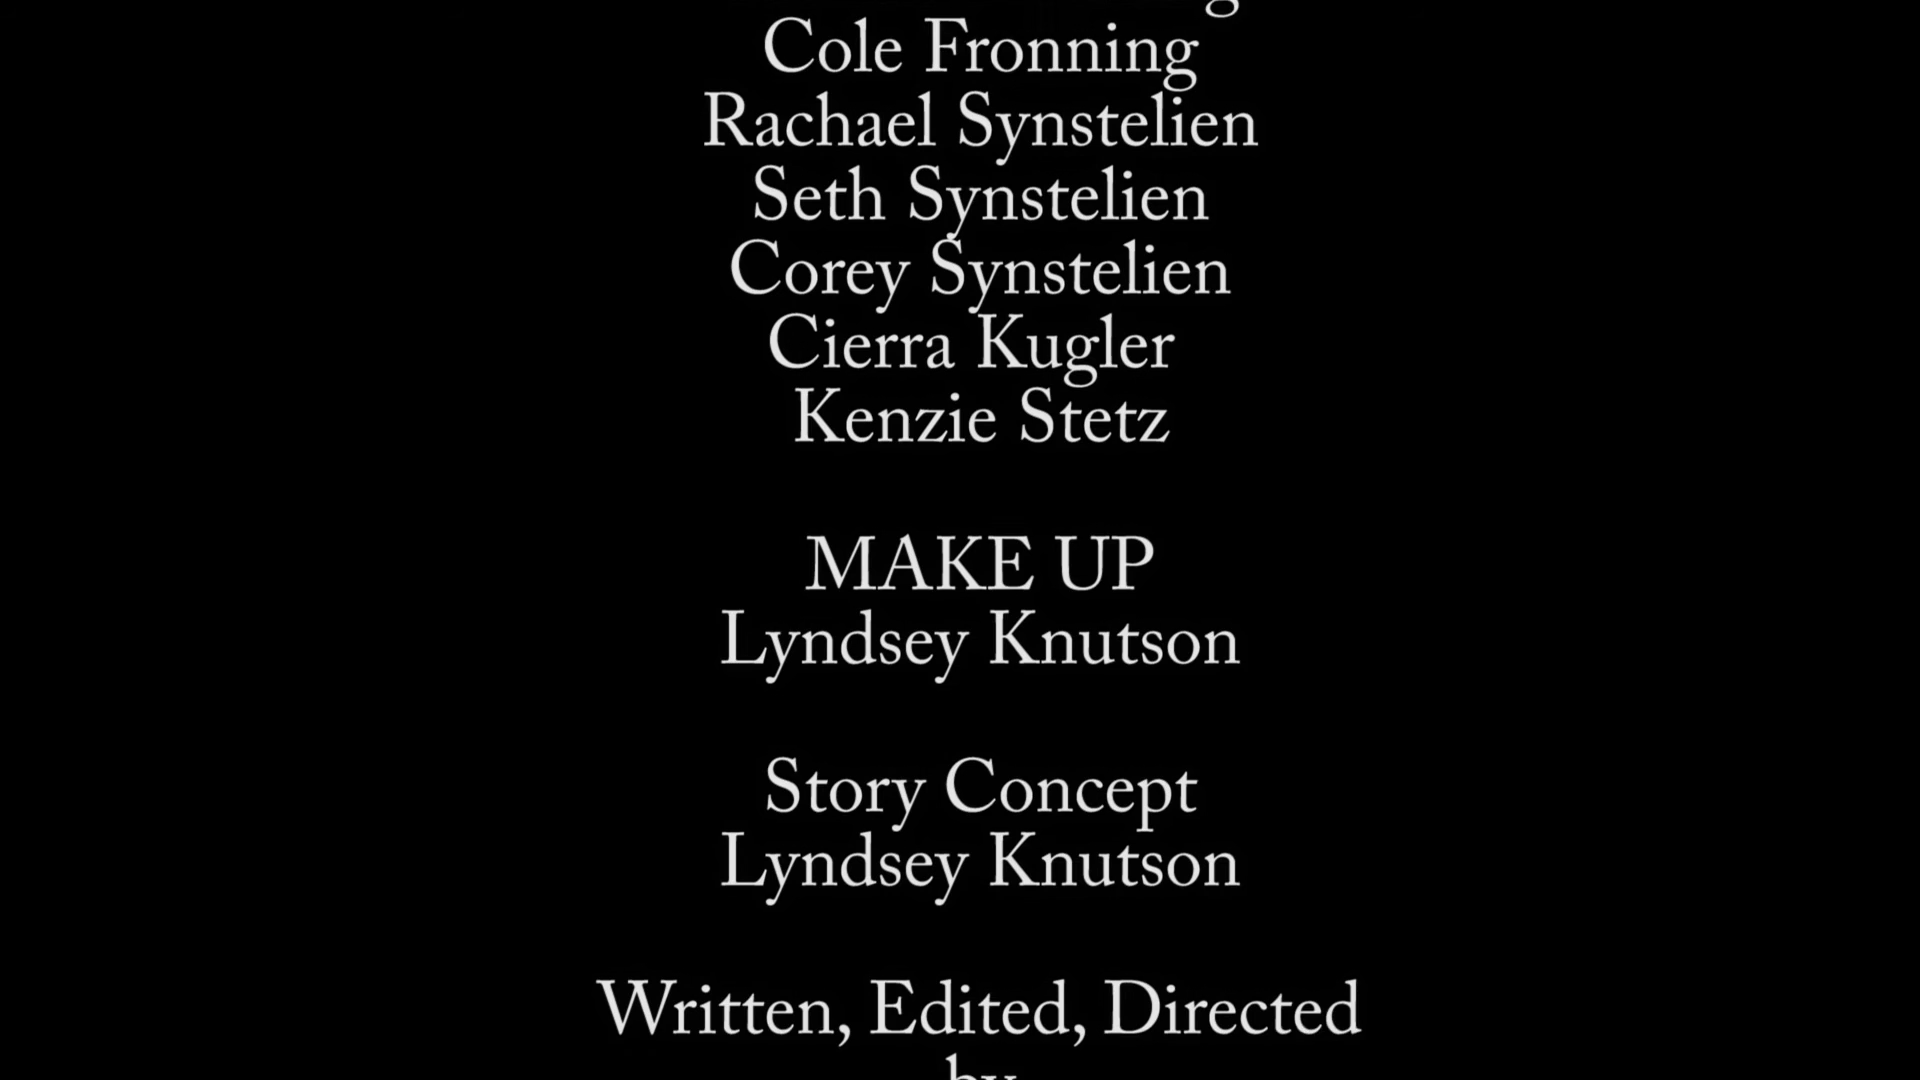 Cole Fronning
Rachael Synstelien
Seth Synstelien
Corey Synstelien
Cierra Kugler
Kenzie Stetz
MAKE UP
Lyndsey Knutson
Story Concept
Lyndsey Knutson
Written, Edited, Directed
by